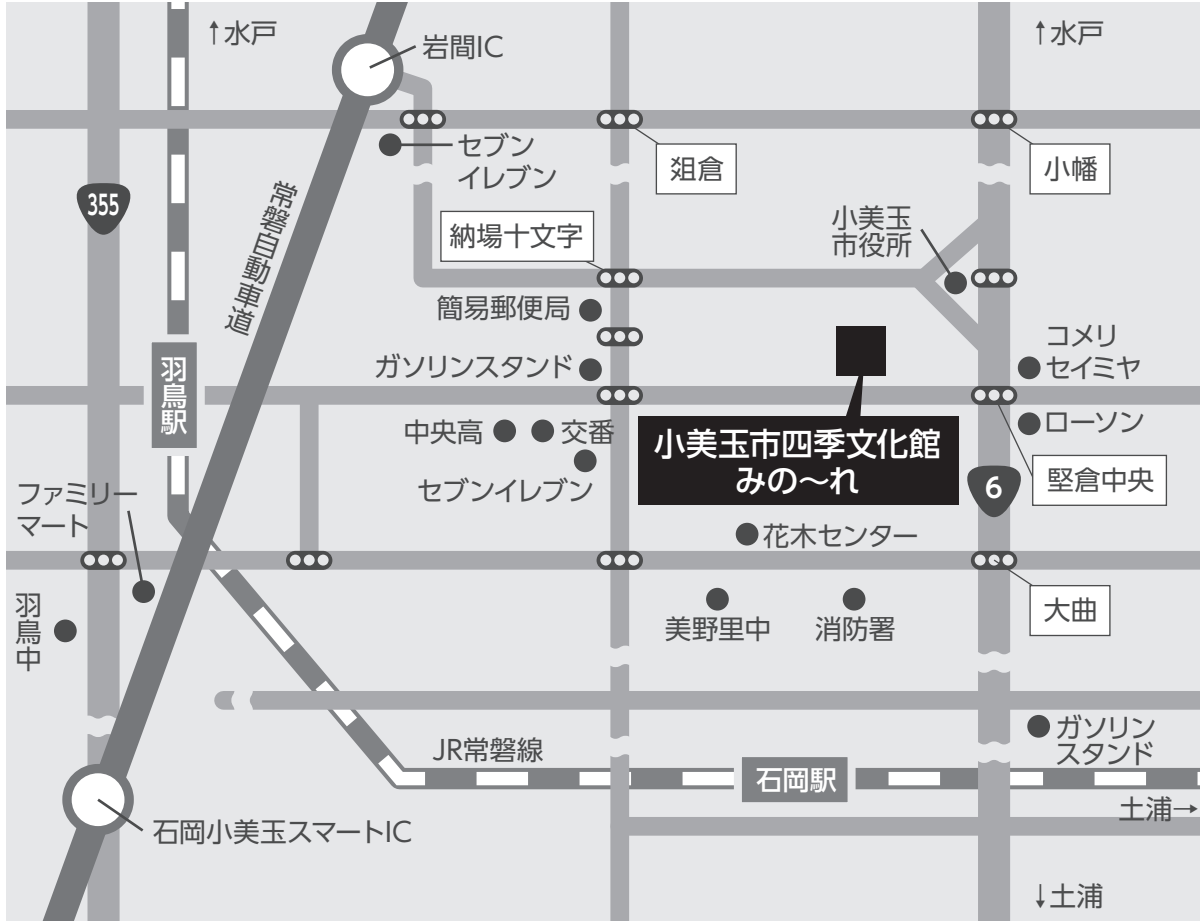 ↑水戸
岩間IC
↑水戸
セブン
イレブン
爼倉
小幡
355
常磐自動車道
納場十文字
小美玉
市役所
簡易郵便局
コメリ
セイミヤ
ガソリンスタンド
羽鳥駅
中央高
交番
小美玉市四季文化館
みの〜れ
ローソン
セブンイレブン
6
堅倉中央
ファミリー
マート
花木センター
大曲
羽鳥中
美野里中
消防署
ガソリン
スタンド
JR常磐線
石岡駅
土浦→
石岡小美玉スマートIC
↓土浦